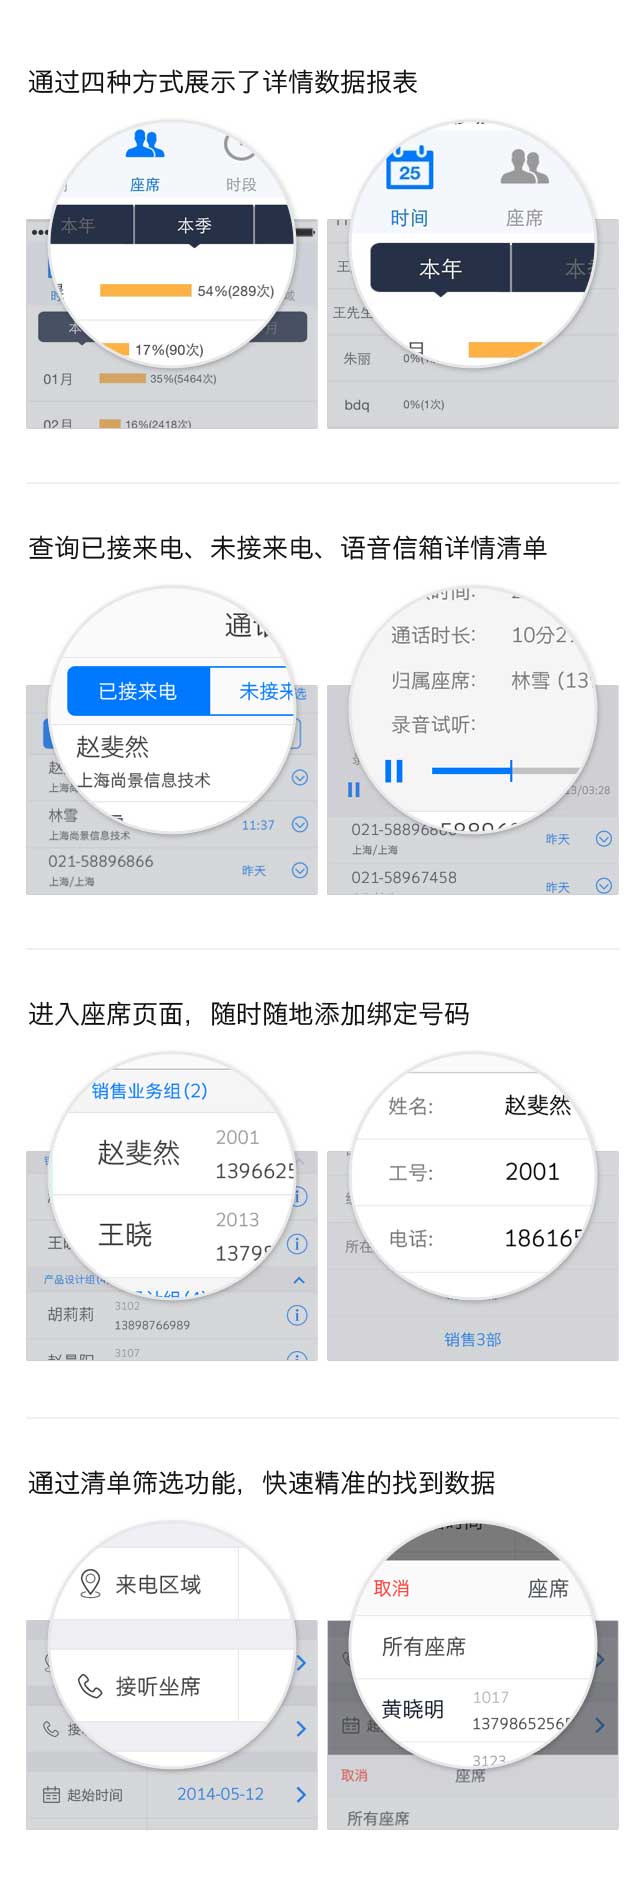 通过四种方式展示了详情数据报表
座席
时段
本年
本季
54%(289次)
17%(90次)
01月
35%(5464次)
02月
16%(2418次)
25
时间
座席
本年
王先生
朱丽
bdq
0%(1次)
查询已接来电、未接来电、语音信箱详情清单
已接来电
未接来
赵斐然
上海尚景信息技术
林雪
上海尚景信息技术
11:37
021-58896866
上海/上海
昨天
通话时长:
10分2
归属座席:
林雪 (13
录音试听:
/03:28
上海/上海
昨天
021-58967458
昨天
进入座席页面，随时随地添加绑定号码
销售业务组(2)
赵斐然
2001
1396625
王晓
2013
1379
产品设计组
胡莉莉
3102
13898766989
3107
姓名:
赵斐然
工号:
2001
电话:
18616
销售3部
通过清单筛选功能，快速精准的找到数据
来电区域
接听坐席
起始时间
2014-05-12
取消
座席
所有座席
黄晓明
1017
1379865256
3123
取消
座席
所有座席